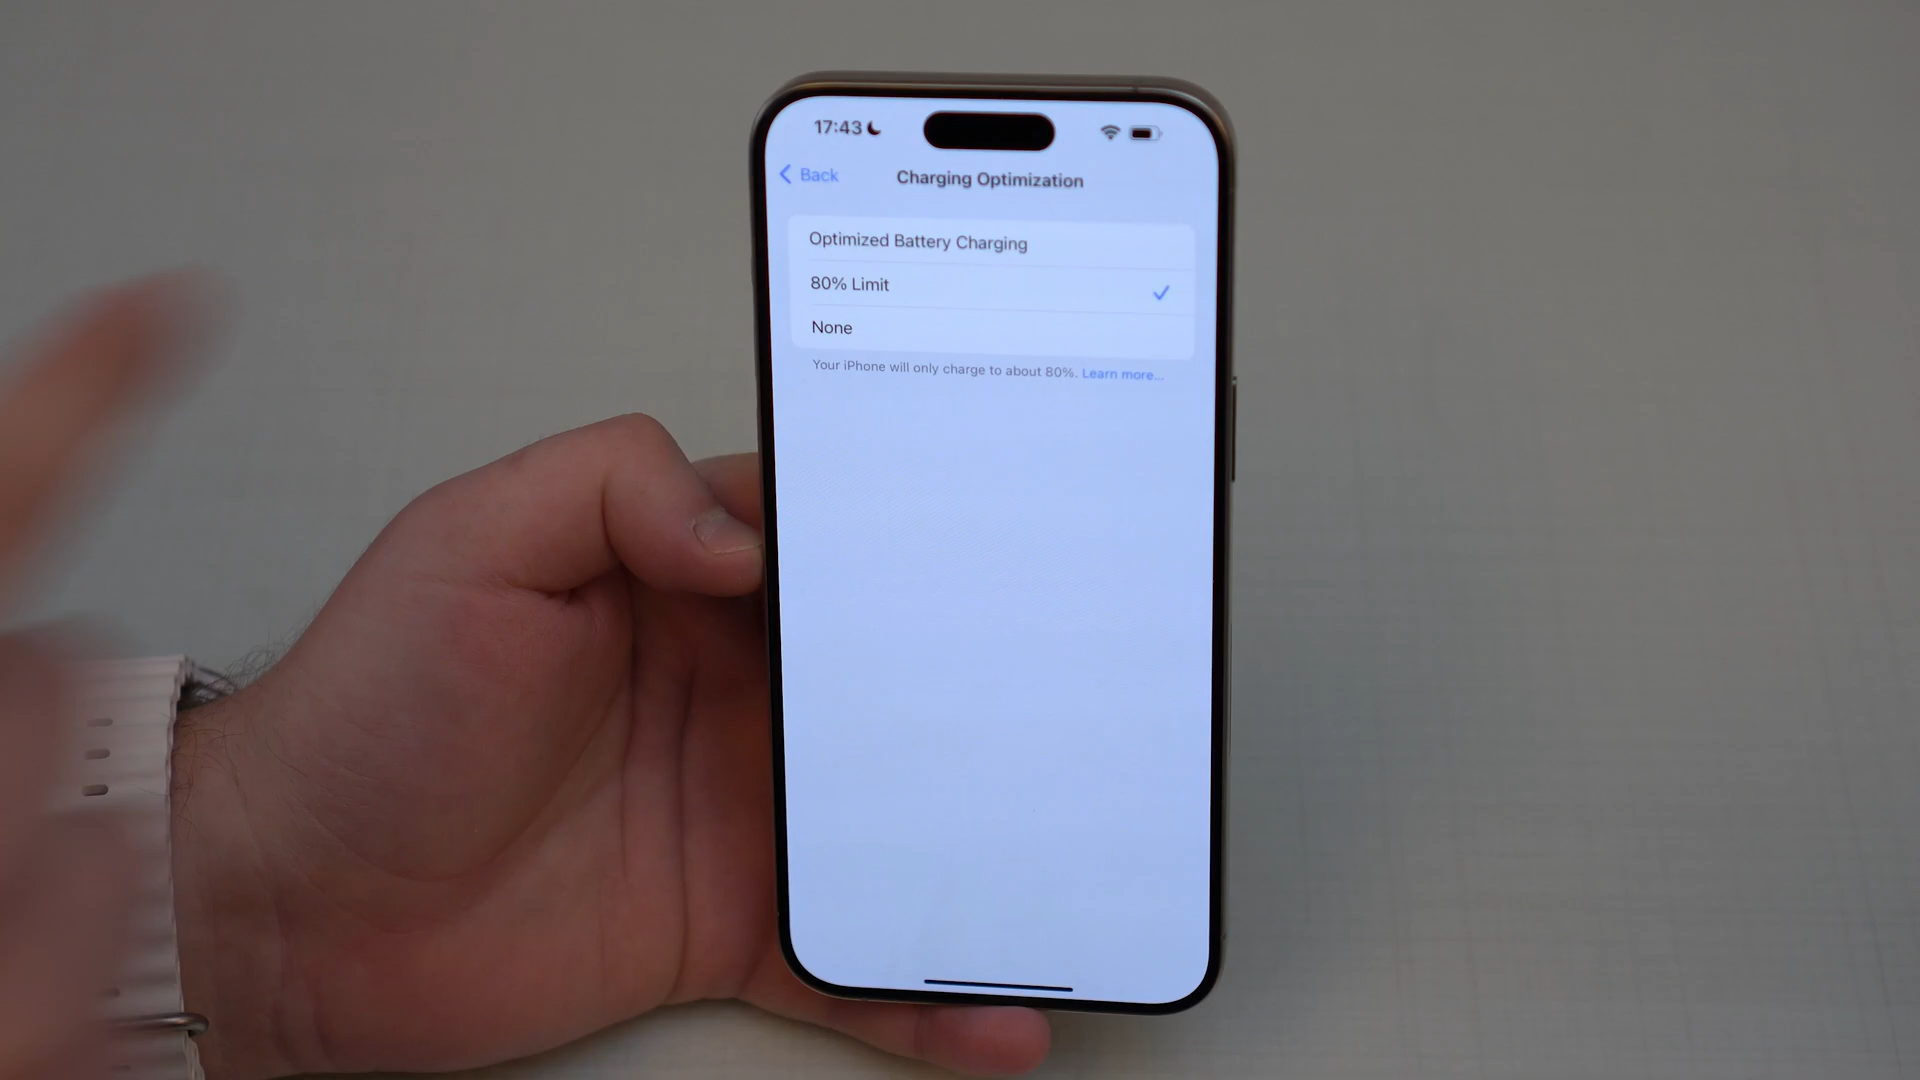 17:43
Back
Charging Optimization
Optimized Battery Charging
80% Limit
None
Your iPhone will only charge to about 80%. Learn more...